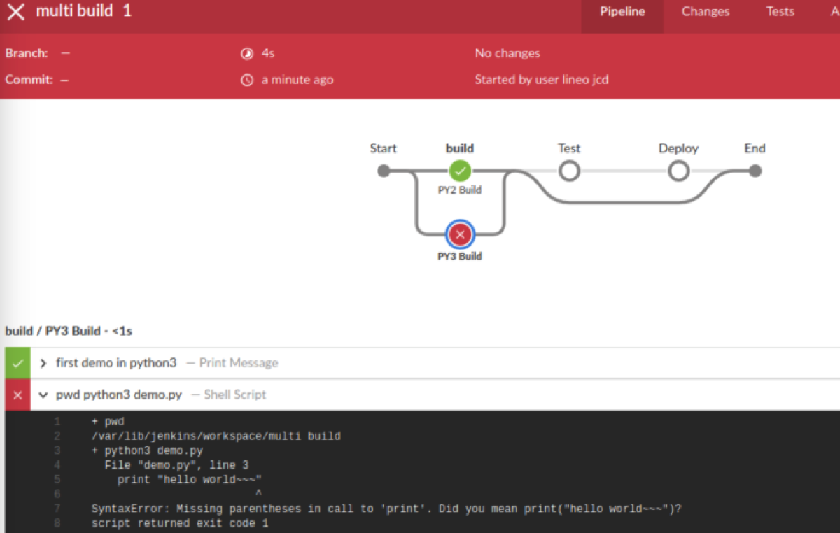 multi build 1
Pipeline
Changes
Tests
A
Branch: —
4s
No changes
Commit: —
a minute ago
Started by user lineo jcd
Start
build
Test
Deploy
End
PY2 Build
PY3 Build
build / PY3 Build - <1s
first demo in python3 — Print Message
pwd python3 demo.py — Shell Script
1 + pwd
2 /var/lib/jenkins/workspace/multi build
3 + python3 demo.py
4 File "demo.py", line 3
5 print "hello world~~~"
6 ^
7 SyntaxError: Missing parentheses in call to 'print'. Did you mean print("hello world~~~")?
8 script returned exit code 1